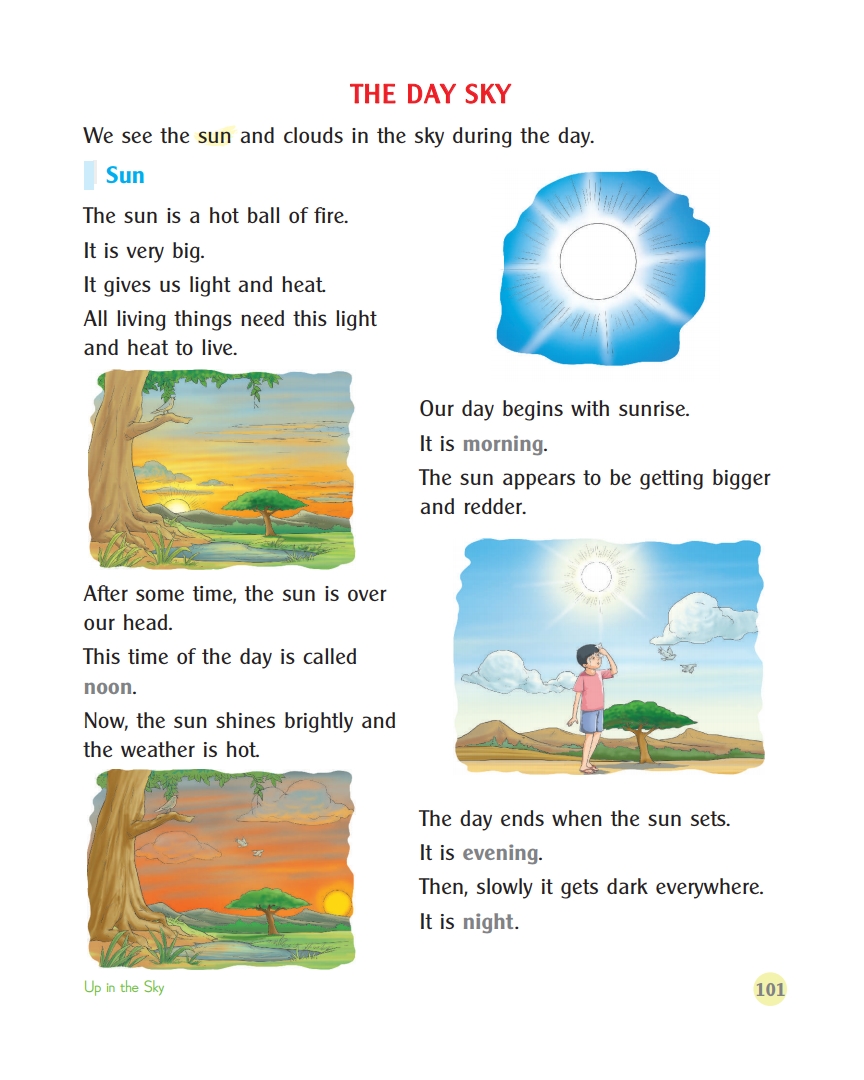 THE DAY SKY
We see the sun and clouds in the sky during the day.
Sun
The sun is a hot ball of fire.
It is very big.
It gives us light and heat.
All living things need this light
and heat to live.
Our day begins with sunrise.
It is morning.
The sun appears to be getting bigger
and redder.
After some time, the sun is over
our head.
This time of the day is called
noon.
Now, the sun shines brightly and
the weather is hot.
The day ends when the sun sets.
It is evening.
Then, slowly it gets dark everywhere.
It is night.
Up in the Sky
101